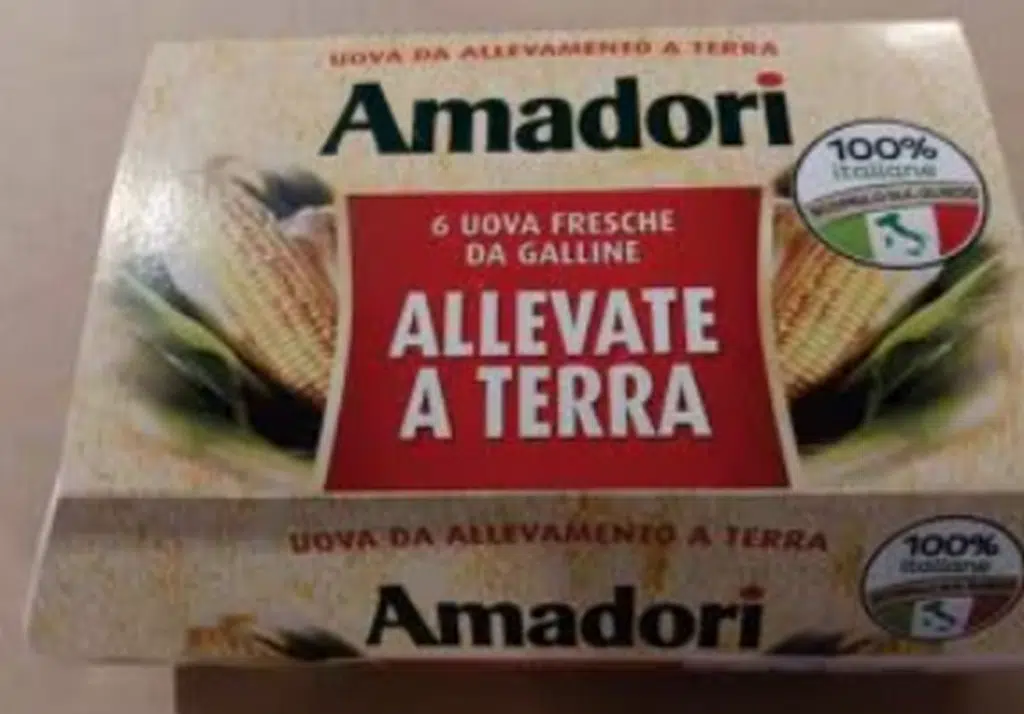 UOVA DA ALLEVAMENTO A TERRA
Amadori
100%
italiane
6 UOVA FRESCHE
DA GALLINE
ALLEVATE
A TERRA
UOVA DA ALLEVAMENTO A TERRA
100%
italiane
Amadori